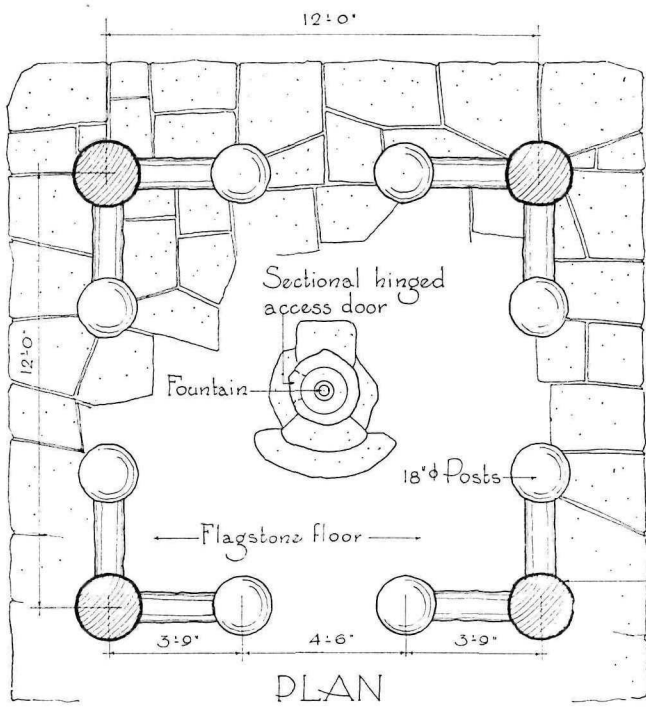 12'-0"
Sectional hinged
access door
12'-0"
Fountain
18"ϕ Posts
Flagstone floor
3'-9"
4'-6"
3'-9"
PLAN